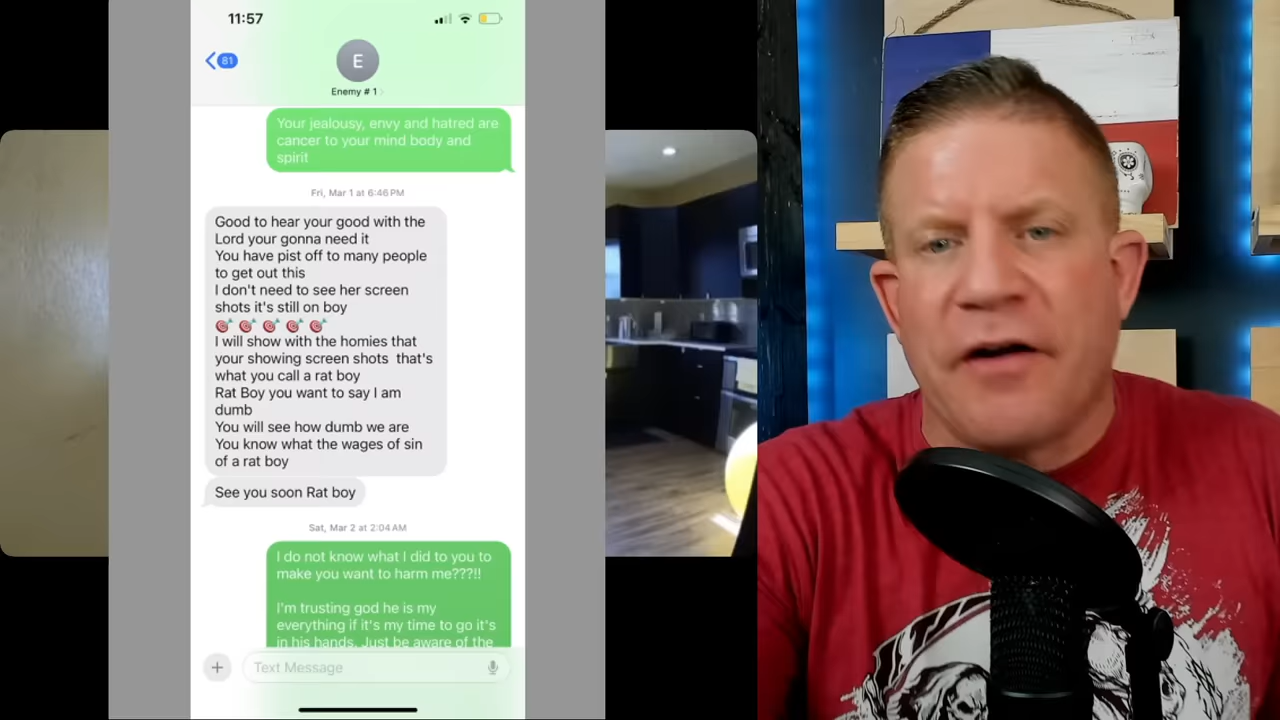 11:57
81
E
Enemy # 1
Your jealousy, envy and hatred are
cancer to your mind body and
spirit
Fri, Mar 1 at 6:46 PM
Good to hear your good with the
Lord your gonna need it
You have pist off to many people
to get out this
I don't need to see her screen
shots it's still on boy
🎯 🎯 🎯 🎯 🎯
I will show with the homies that
your showing screen shots  that's
what you call a rat boy
Rat Boy you want to say I am
dumb
You will see how dumb we are
You know what the wages of sin
of a rat boy
See you soon Rat boy
Sat, Mar 2 at 2:04 AM
I do not know what I did to you to
make you want to harm me???!!
I'm trusting god he is my
everything if it's my time to go it's
in his hands. Just be aware of the
Text Message